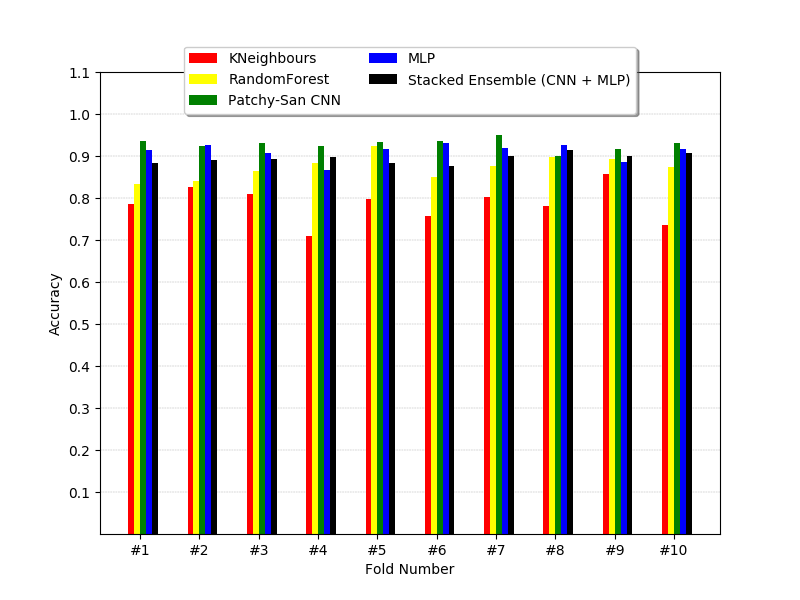 KNeighbours
RandomForest
Patchy-San CNN
MLP
Stacked Ensemble (CNN + MLP)
1.1
1.0
0.9
0.8
0.7
0.6
0.5
0.4
0.3
0.2
0.1
Accuracy
#1 #2 #3 #4 #5 #6 #7 #8 #9 #10
Fold Number